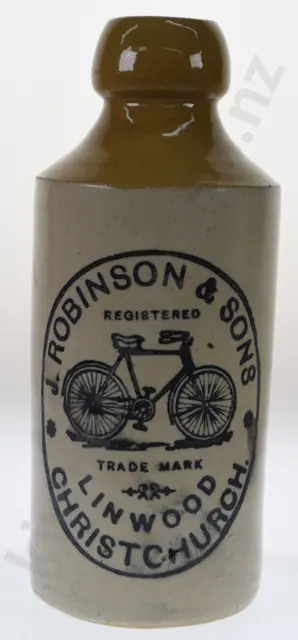 J. ROBINSON & SONS
REGISTERED
TRADE MARK
LINWOOD
CHRISTCHURCH.